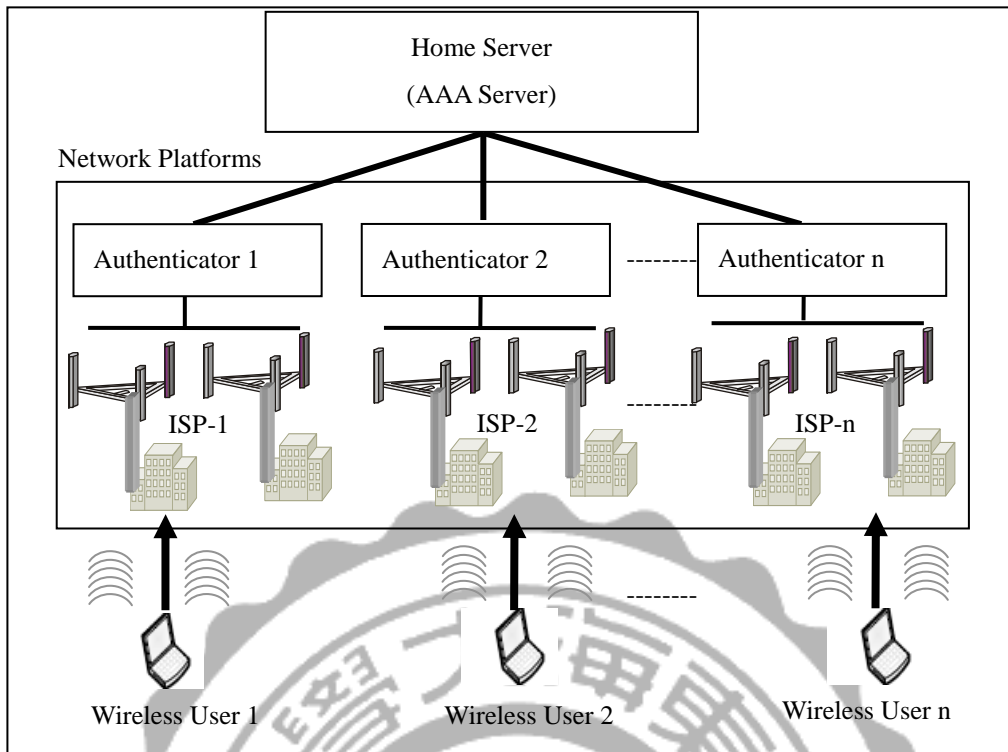 Home Server
(AAA Server)
Network Platforms
Authenticator 1
Authenticator 2
Authenticator n
ISP-1
ISP-2
ISP-n
Wireless User 1
Wireless User 2
Wireless User n